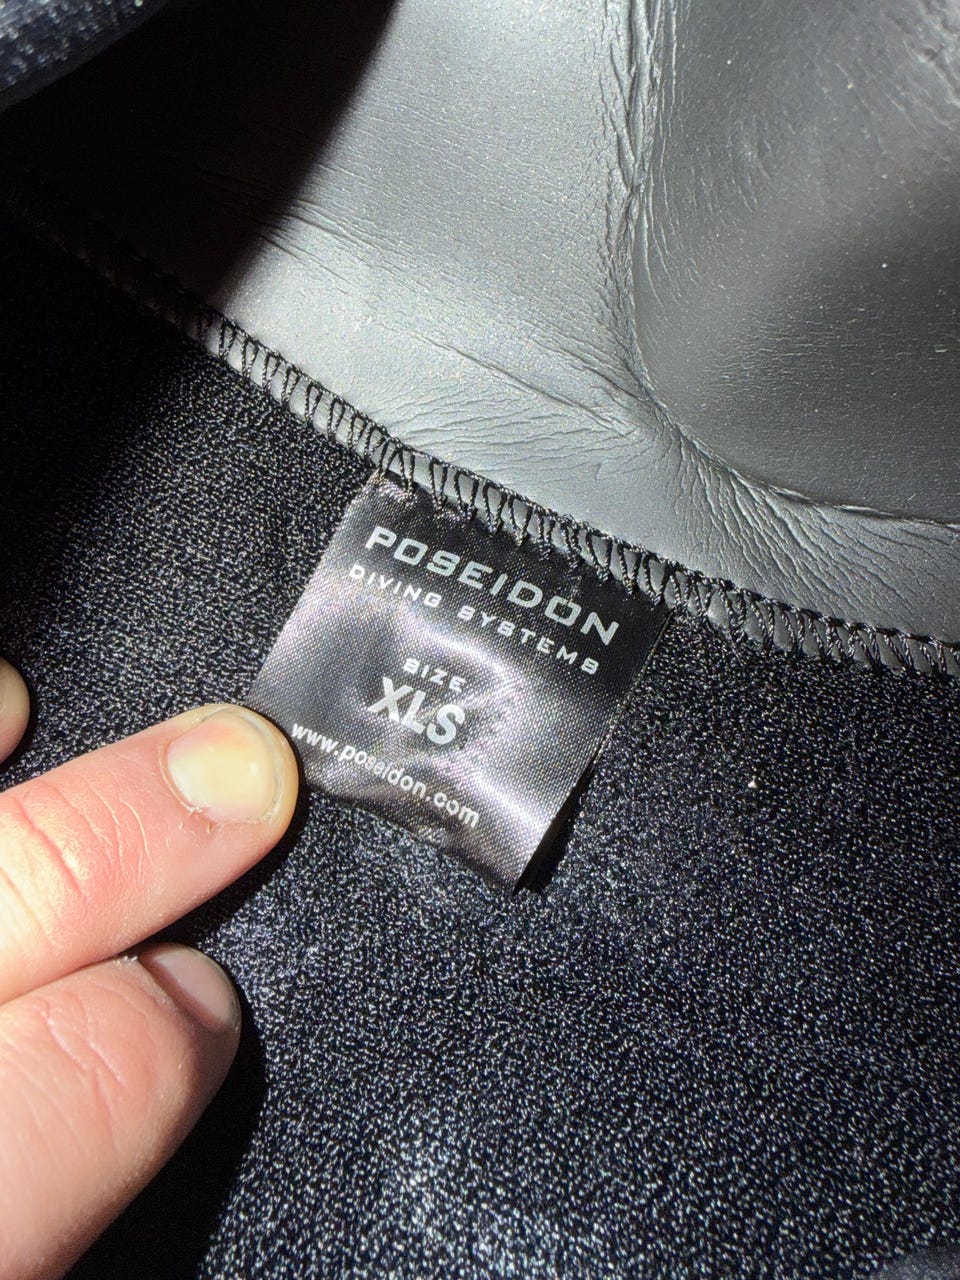 POSEIDON
DIVING SYSTEMS
SIZE
XLS
www.poseidon.com